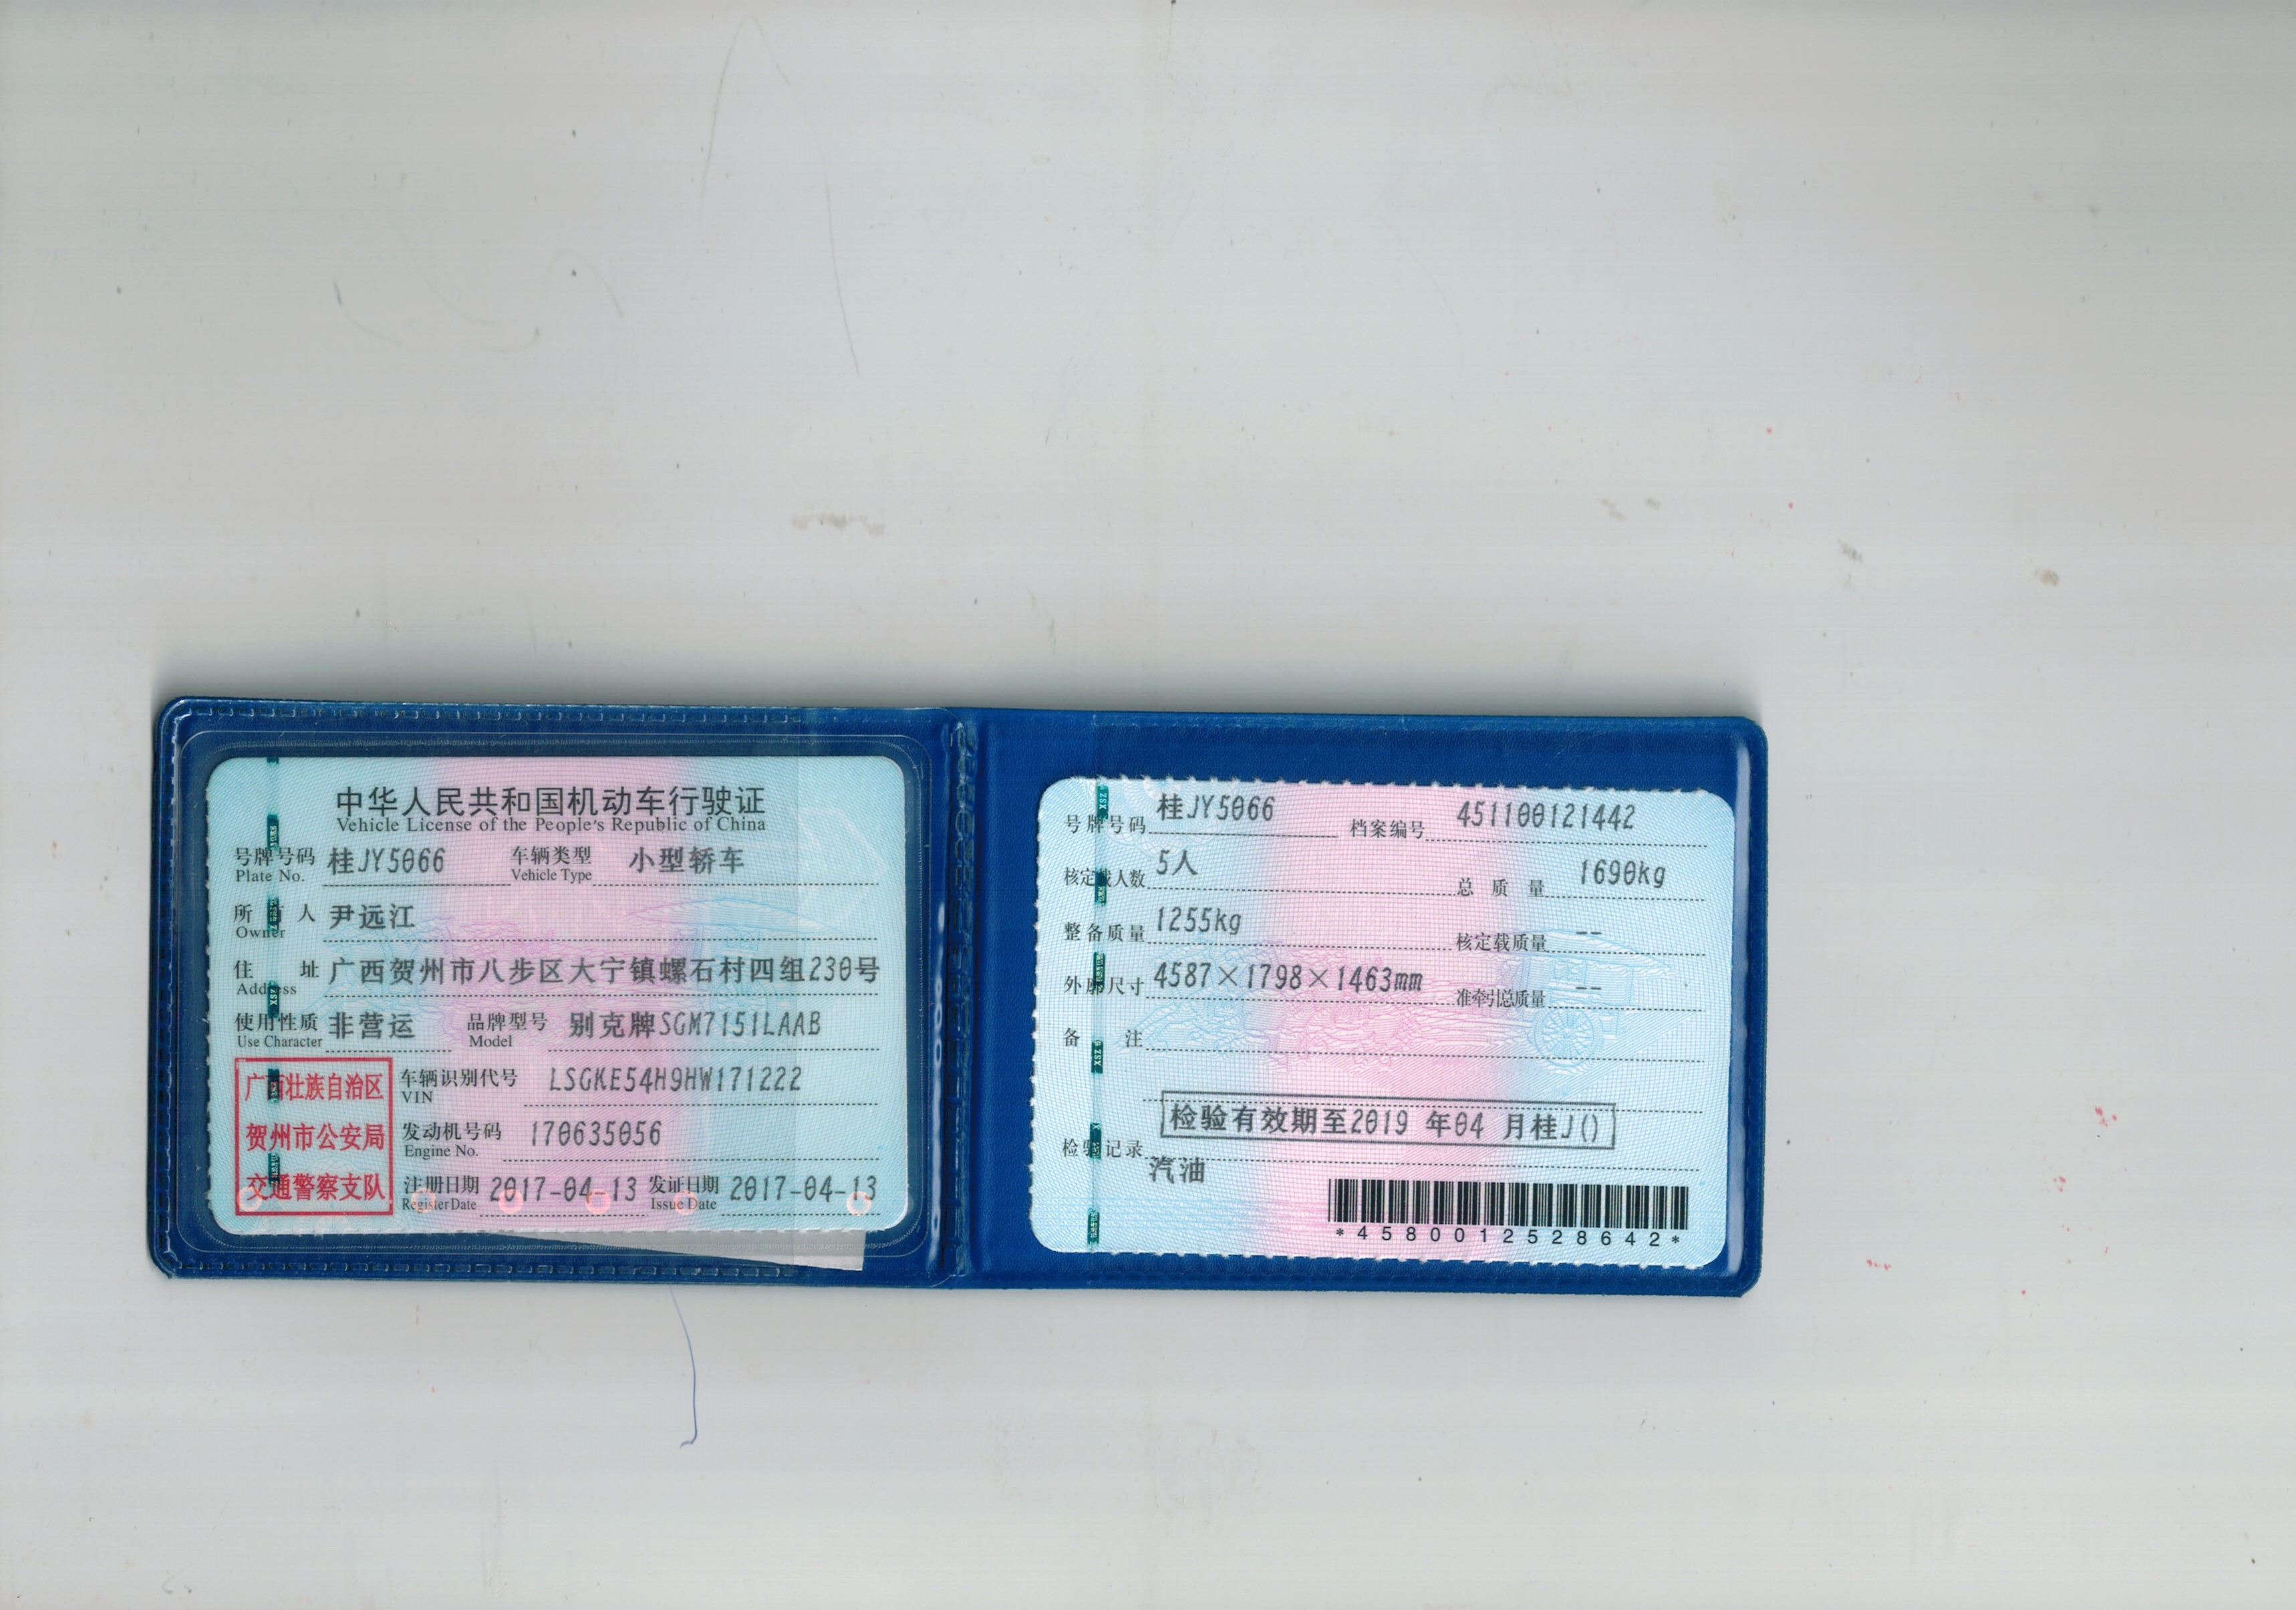 中华人民共和国机动车行驶证
Vehicle License of the People's Republic of China
号牌号码 桂JY5066 车辆类型 小型轿车
Plate No. Vehicle Type
所有人 尹远江
Owner
住址 广西贺州市八步区大宁镇螺石村四组230号
Address
使用性质 非营运 品牌型号 别克牌SGM7151LAAB
Use Character Model
广西壮族自治区
贺州市公安局
交通警察支队
车辆识别代号 LSGKE54H9HW171222
VIN
发动机号码 170635056
Engine No.
注册日期 2017-04-13 发证日期 2017-04-13
Register Date Issue Date
号牌号码 桂JY5066 档案编号 451100121442
核定载人数 5人 总质量 1690kg
整备质量 1255kg 核定载质量 --
外廓尺寸 4587×1798×1463mm 准牵引总质量 --
备注
检验有效期至2019 年04 月桂J()
检验记录
汽油
*4580012528642*